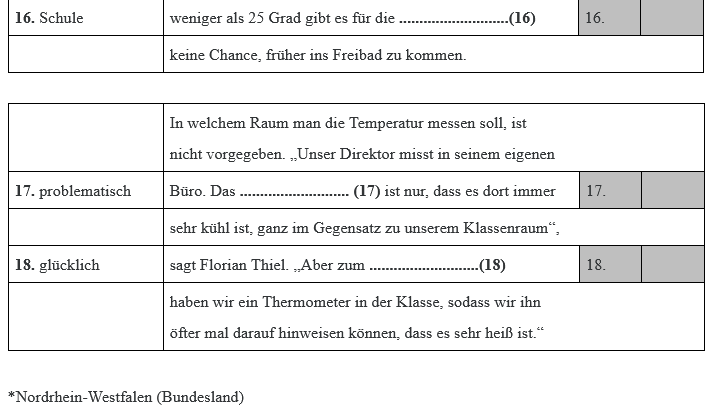 16. Schule weniger als 25 Grad gibt es für die ...........................(16) 16.
keine Chance, früher ins Freibad zu kommen.
In welchem Raum man die Temperatur messen soll, ist
nicht vorgegeben. „Unser Direktor misst in seinem eigenen
17. problematisch Büro. Das ........................... (17) ist nur, dass es dort immer 17.
sehr kühl ist, ganz im Gegensatz zu unserem Klassenraum“,
18. glücklich sagt Florian Thiel. „Aber zum ...........................(18) 18.
haben wir ein Thermometer in der Klasse, sodass wir ihn
öfter mal darauf hinweisen können, dass es sehr heiß ist.“
*Nordrhein-Westfalen (Bundesland)